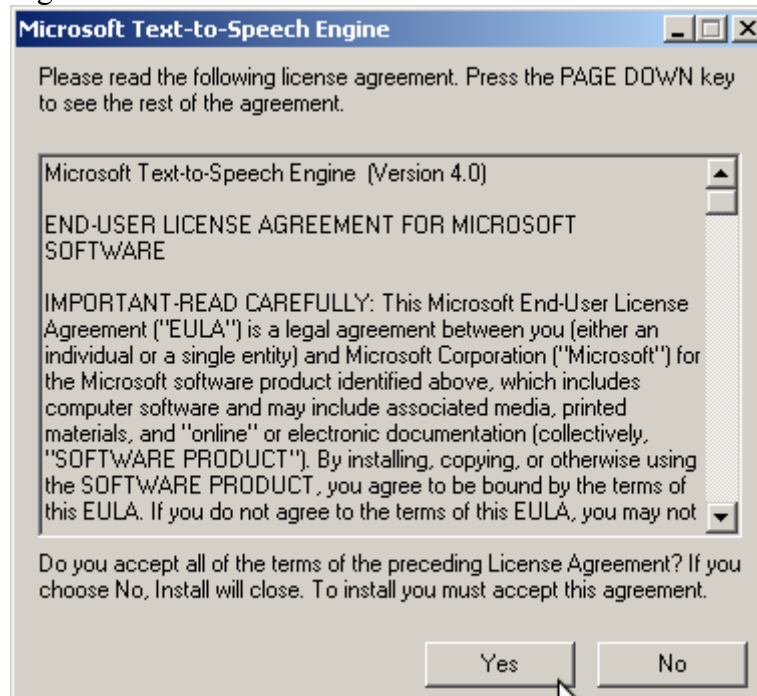 Microsoft Text-to-Speech Engine
Please read the following license agreement. Press the PAGE DOWN key
to see the rest of the agreement.
Microsoft Text-to-Speech Engine (Version 4.0)
END-USER LICENSE AGREEMENT FOR MICROSOFT
SOFTWARE
IMPORTANT-READ CAREFULLY: This Microsoft End-User License
Agreement ("EULA") is a legal agreement between you (either an
individual or a single entity) and Microsoft Corporation ("Microsoft") for
the Microsoft software product identified above, which includes
computer software and may include associated media, printed
materials, and "online" or electronic documentation (collectively,
"SOFTWARE PRODUCT"). By installing, copying, or otherwise using
the SOFTWARE PRODUCT, you agree to be bound by the terms of
this EULA. If you do not agree to the terms of this EULA, you may not
Do you accept all of the terms of the preceding License Agreement? If you
choose No, Install will close. To install you must accept this agreement.
Yes
No